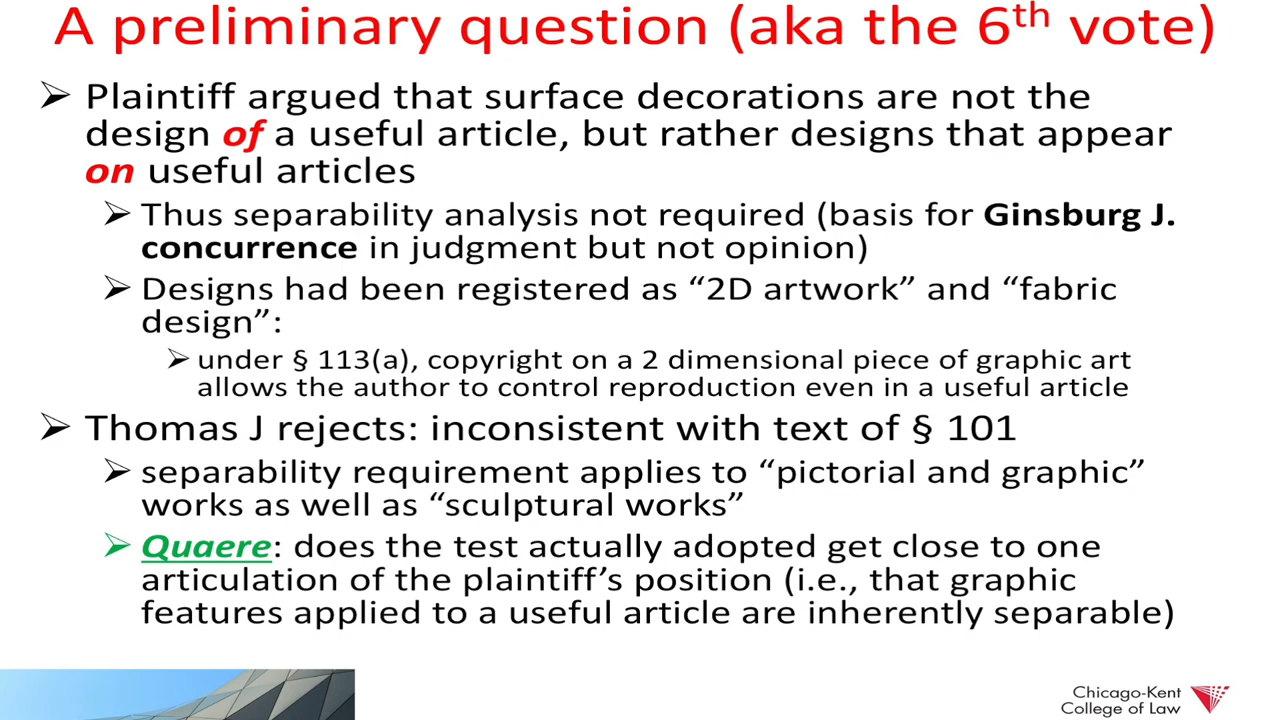 A preliminary question (aka the 6th vote)
➢ Plaintiff argued that surface decorations are not the
design of a useful article, but rather designs that appear
on useful articles
➢ Thus separability analysis not required (basis for Ginsburg J.
concurrence in judgment but not opinion)
➢ Designs had been registered as “2D artwork” and “fabric
design”:
➢ under § 113(a), copyright on a 2 dimensional piece of graphic art
allows the author to control reproduction even in a useful article
➢ Thomas J rejects: inconsistent with text of § 101
➢ separability requirement applies to “pictorial and graphic”
works as well as “sculptural works”
➢ Quaere: does the test actually adopted get close to one
articulation of the plaintiff’s position (i.e., that graphic
features applied to a useful article are inherently separable)
Chicago-Kent
College of Law